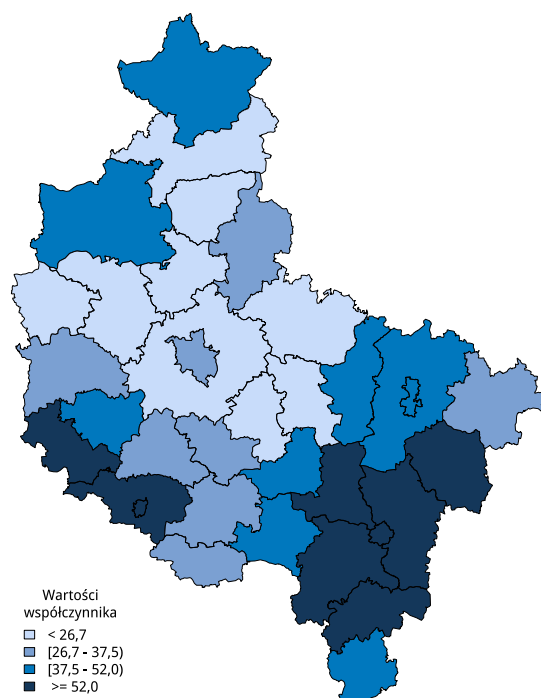 Wartości
współczynnika
< 26,7
[26,7 - 37,5)
[37,5 - 52,0)
>= 52,0